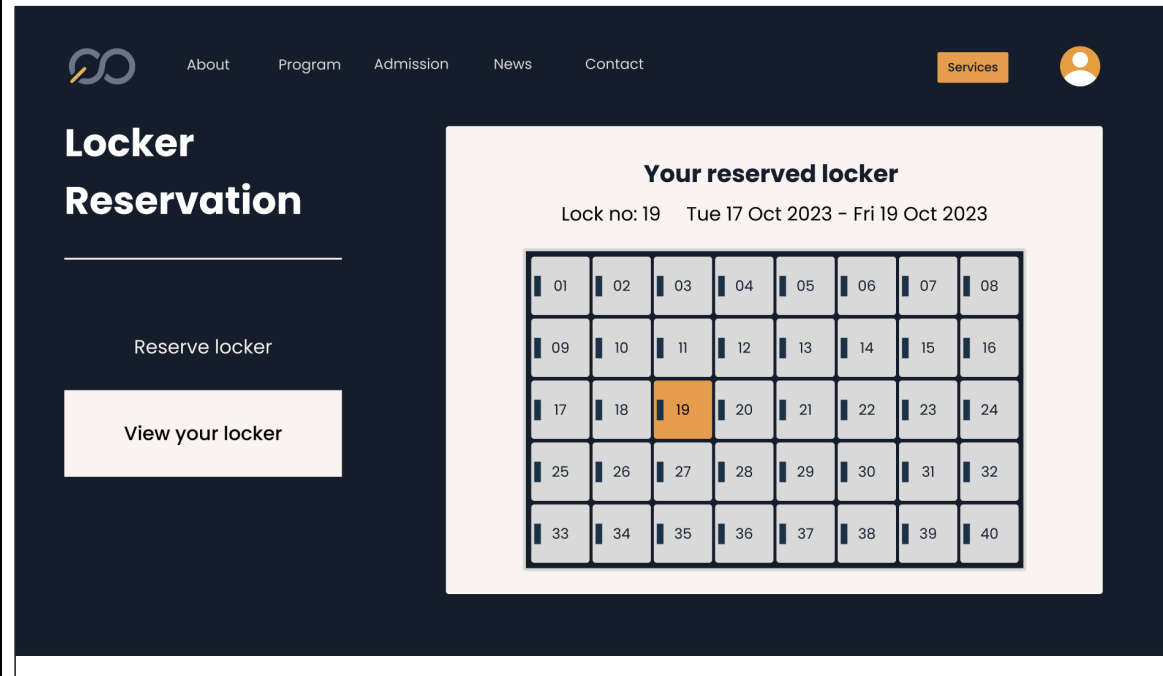 About Program Admission News Contact Services
Locker
Reservation
Reserve locker
View your locker
Your reserved locker
Lock no: 19 Tue 17 Oct 2023 - Fri 19 Oct 2023
01 02 03 04 05 06 07 08
09 10 11 12 13 14 15 16
17 18 19 20 21 22 23 24
25 26 27 28 29 30 31 32
33 34 35 36 37 38 39 40